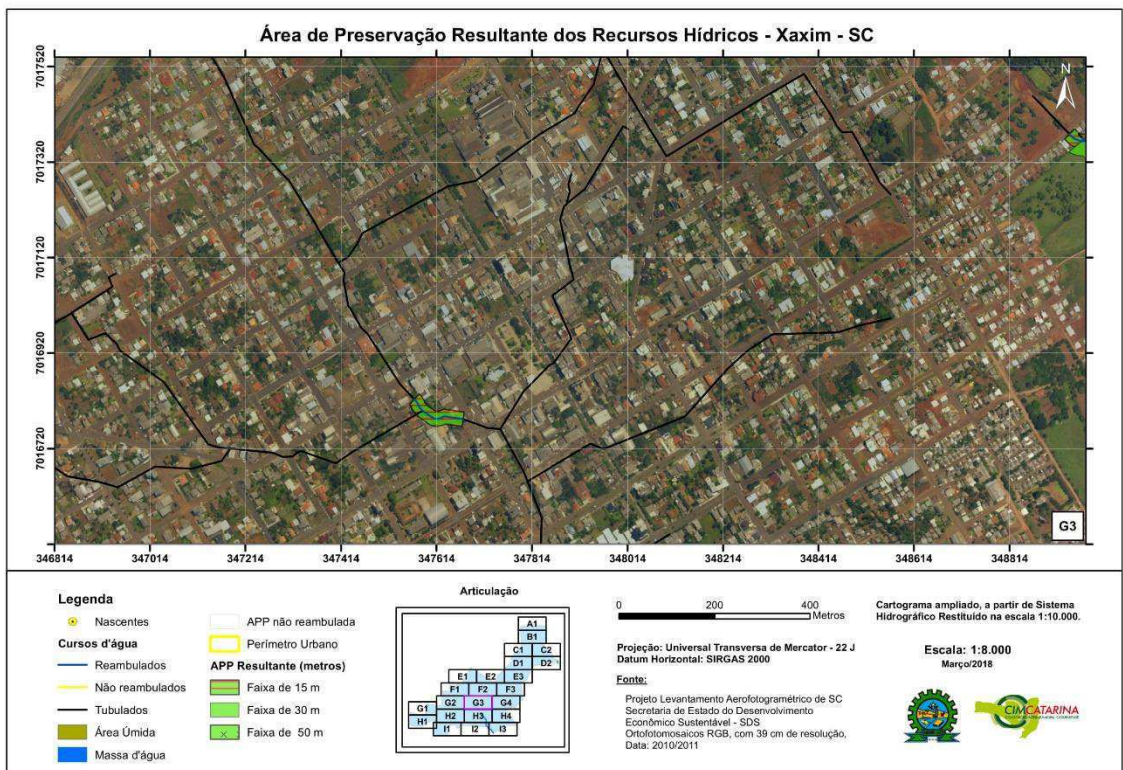 Área de Preservação Resultante dos Recursos Hídricos - Xaxim - SC
N
7017520
7017320
7017120
7016920
7016720
G3
346814 347014 347214 347414 347614 347814 348014 348214 348414 348614 348814
Legenda
Nascentes
Cursos d'água
Reambulados
Não reambulados
Tubulados
Área Úmida
Massa d'água
APP não reambulada
Perímetro Urbano
APP Resultante (metros)
Faixa de 15 m
Faixa de 30 m
Faixa de 50 m
Articulação
A1
B1
C1 C2
D1 D2
E1 E2 E3
F1 F2 F3
G1 G2 G3 G4
H1 H2 H3 H4
I1 I2 I3
0 200 400
Metros
Projeção: Universal Transversa de Mercator - 22 J
Datum Horizontal: SIRGAS 2000
Fonte:
Projeto Levantamento Aerofotogramétrico de SC
Secretaria de Estado do Desenvolvimento
Econômico Sustentável - SDS
Ortofotomosaicos RGB, com 39 cm de resolução,
Data: 2010/2011
Cartograma ampliado, a partir de Sistema
Hidrográfico Restituído na escala 1:10.000.
Escala: 1:8.000
Março/2018
CIMCATARINA